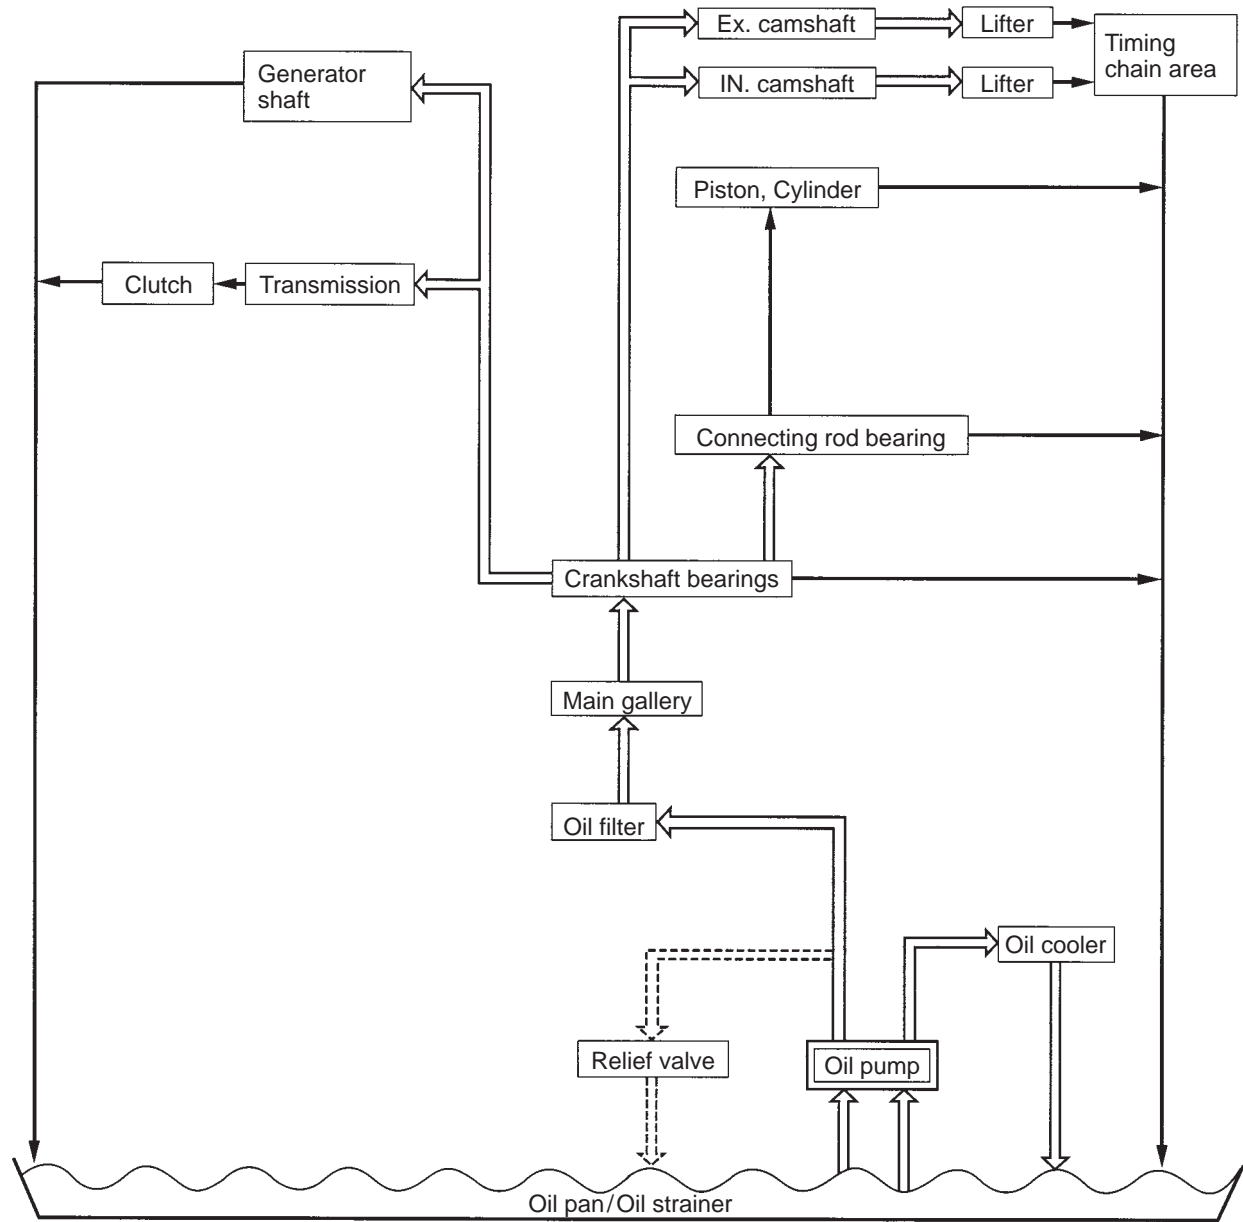 Ex. camshaft
Lifter
Timing
chain area
Generator
shaft
IN. camshaft
Lifter
Piston, Cylinder
Clutch
Transmission
Connecting rod bearing
Crankshaft bearings
Main gallery
Oil filter
Oil cooler
Relief valve
Oil pump
Oil pan/Oil strainer